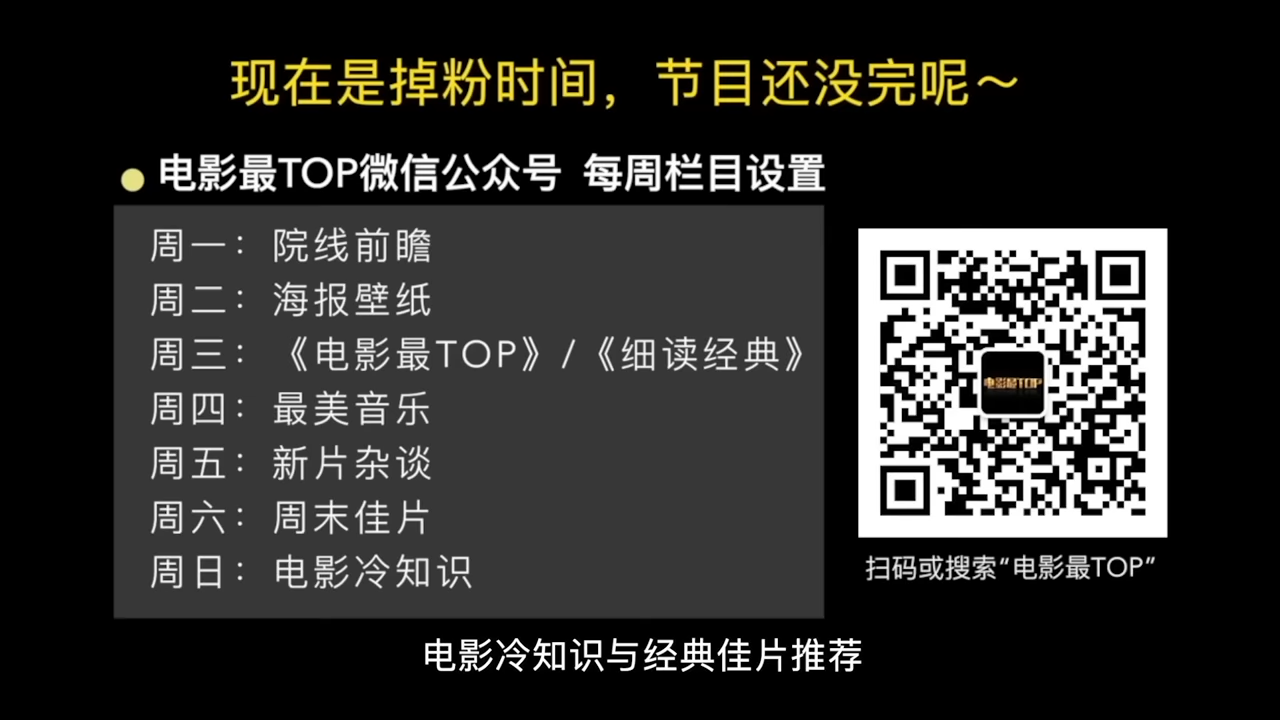 现在是掉粉时间，节目还没完呢～
电影最TOP微信公众号 每周栏目设置
周一：院线前瞻
周二：海报壁纸
周三：《电影最TOP》/《细读经典》
周四：最美音乐
周五：新片杂谈
周六：周末佳片
周日：电影冷知识
电影最TOP
扫码或搜索“电影最TOP”
电影冷知识与经典佳片推荐